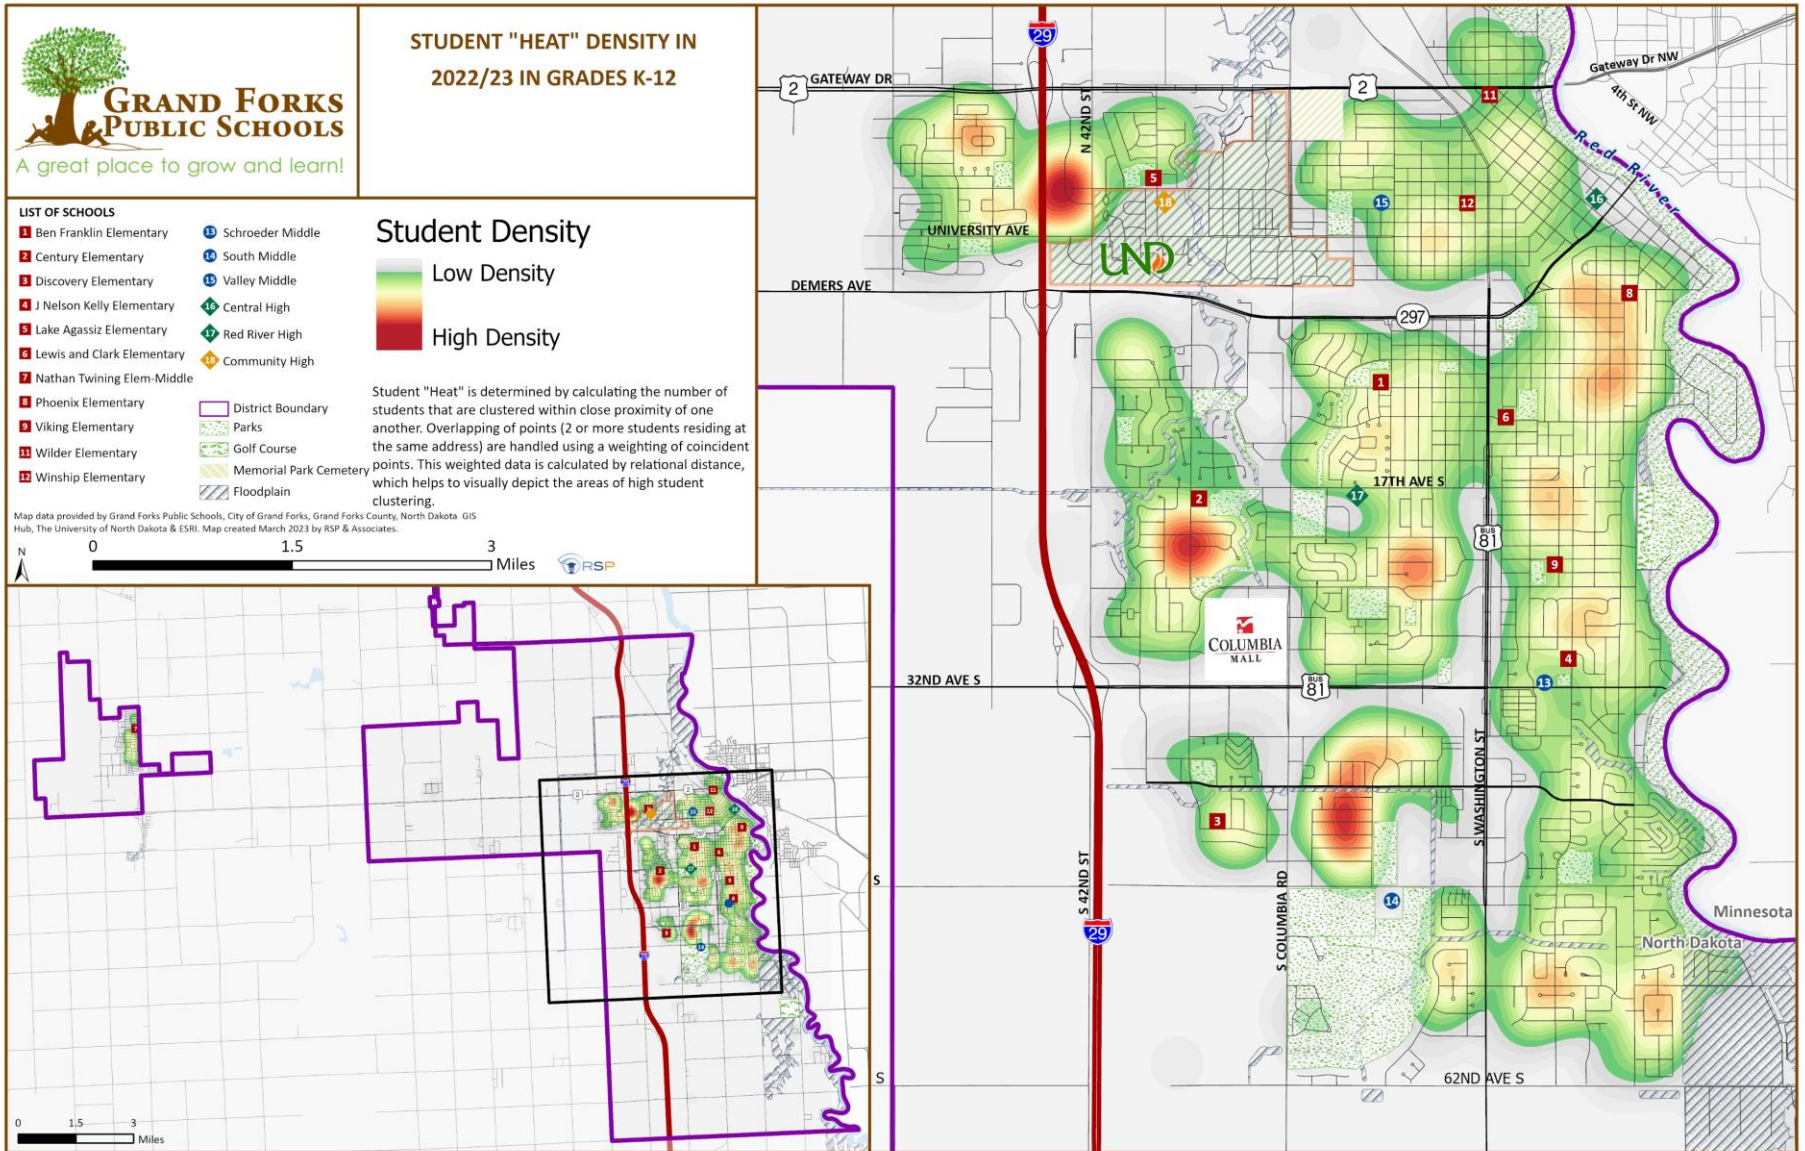 GRAND FORKS
PUBLIC SCHOOLS
A great place to grow and learn!
STUDENT "HEAT" DENSITY IN
2022/23 IN GRADES K-12
LIST OF SCHOOLS
1 Ben Franklin Elementary
2 Century Elementary
3 Discovery Elementary
4 J Nelson Kelly Elementary
5 Lake Agassiz Elementary
6 Lewis and Clark Elementary
7 Nathan Twining Elem-Middle
8 Phoenix Elementary
9 Viking Elementary
11 Wilder Elementary
12 Winship Elementary
13 Schroeder Middle
14 South Middle
15 Valley Middle
16 Central High
17 Red River High
18 Community High
District Boundary
Parks
Golf Course
Memorial Park Cemetery
Floodplain
Student Density
Low Density
High Density
Student "Heat" is determined by calculating the number of
students that are clustered within close proximity of one
another. Overlapping of points (2 or more students residing at
the same address) are handled using a weighting of coincident
points. This weighted data is calculated by relational distance,
which helps to visually depict the areas of high student
clustering.
Map data provided by Grand Forks Public Schools, City of Grand Forks, Grand Forks County, North Dakota GIS
Hub, The University of North Dakota & ESRI. Map created March 2023 by RSP & Associates.
N
0 1.5 3
Miles
RSP
29
GATEWAY DR
2
2
N 42ND ST
Gateway Dr NW
4th St NW
Red River
11
5
18
15
12
16
UNIVERSITY AVE
UND
DEMERS AVE
297
8
1
6
17TH AVE S
2
17
BUS
81
9
COLUMBIA
MALL
4
13
32ND AVE S
BUS
81
S WASHINGTON ST
3
S 42ND ST
S COLUMBIA RD
14
29
Minnesota
North Dakota
62ND AVE S
S
S
0 1.5 3
Miles